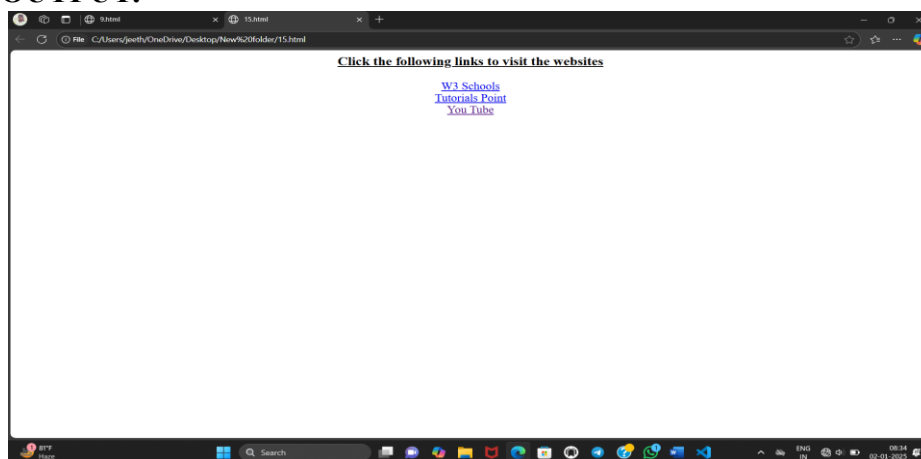 OUTPUT:
9.html
15.html
File C:/Users/jeeth/OneDrive/Desktop/New%20folder/15.html
Click the following links to visit the websites
W3 Schools
Tutorials Point
You Tube
81°F
Haze
Search
ENG
IN
08:34
02-01-2025